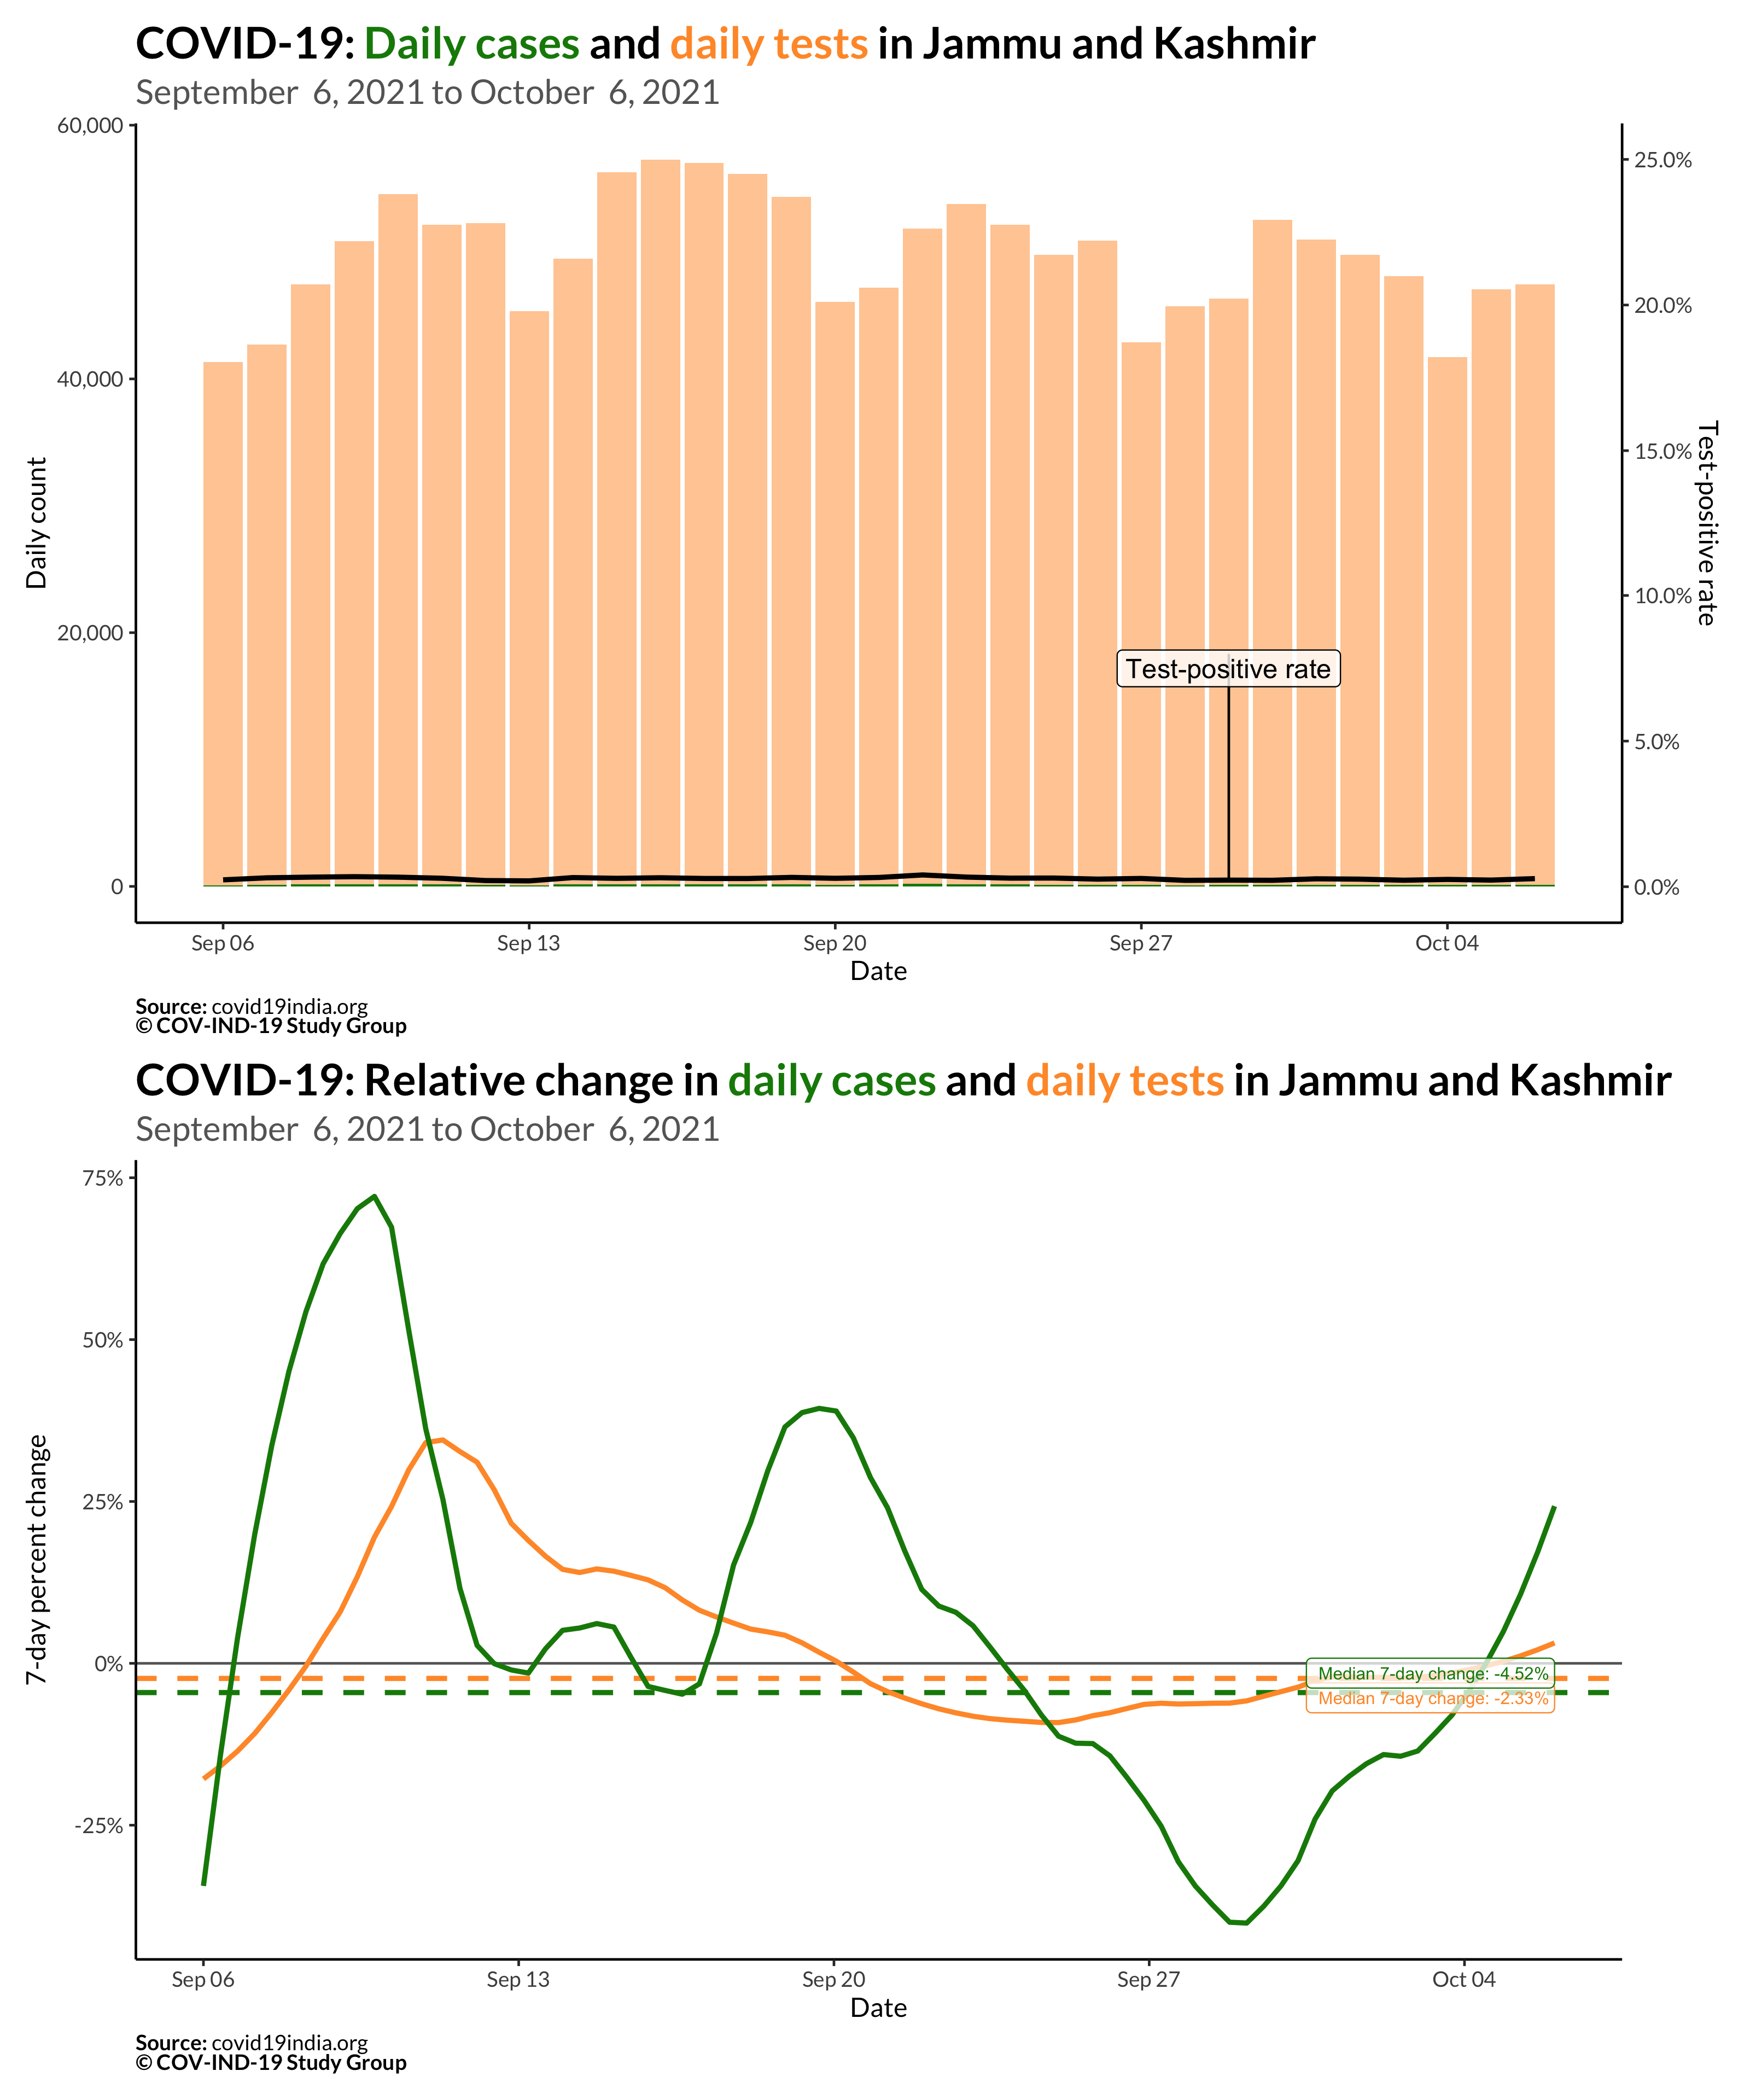 COVID-19: Daily cases and daily tests in Jammu and Kashmir
September  6, 2021 to October  6, 2021
60,000
40,000
20,000
0
Daily count
25.0%
20.0%
15.0%
10.0%
5.0%
0.0%
Test-positive rate
Test-positive rate
Sep 06
Sep 13
Sep 20
Sep 27
Oct 04
Date
Source: covid19india.org
© COV-IND-19 Study Group
COVID-19: Relative change in daily cases and daily tests in Jammu and Kashmir
September  6, 2021 to October  6, 2021
75%
50%
25%
0%
-25%
7-day percent change
Median 7-day change: -4.52%
Median 7-day change: -2.33%
Sep 06
Sep 13
Sep 20
Sep 27
Oct 04
Date
Source: covid19india.org
© COV-IND-19 Study Group